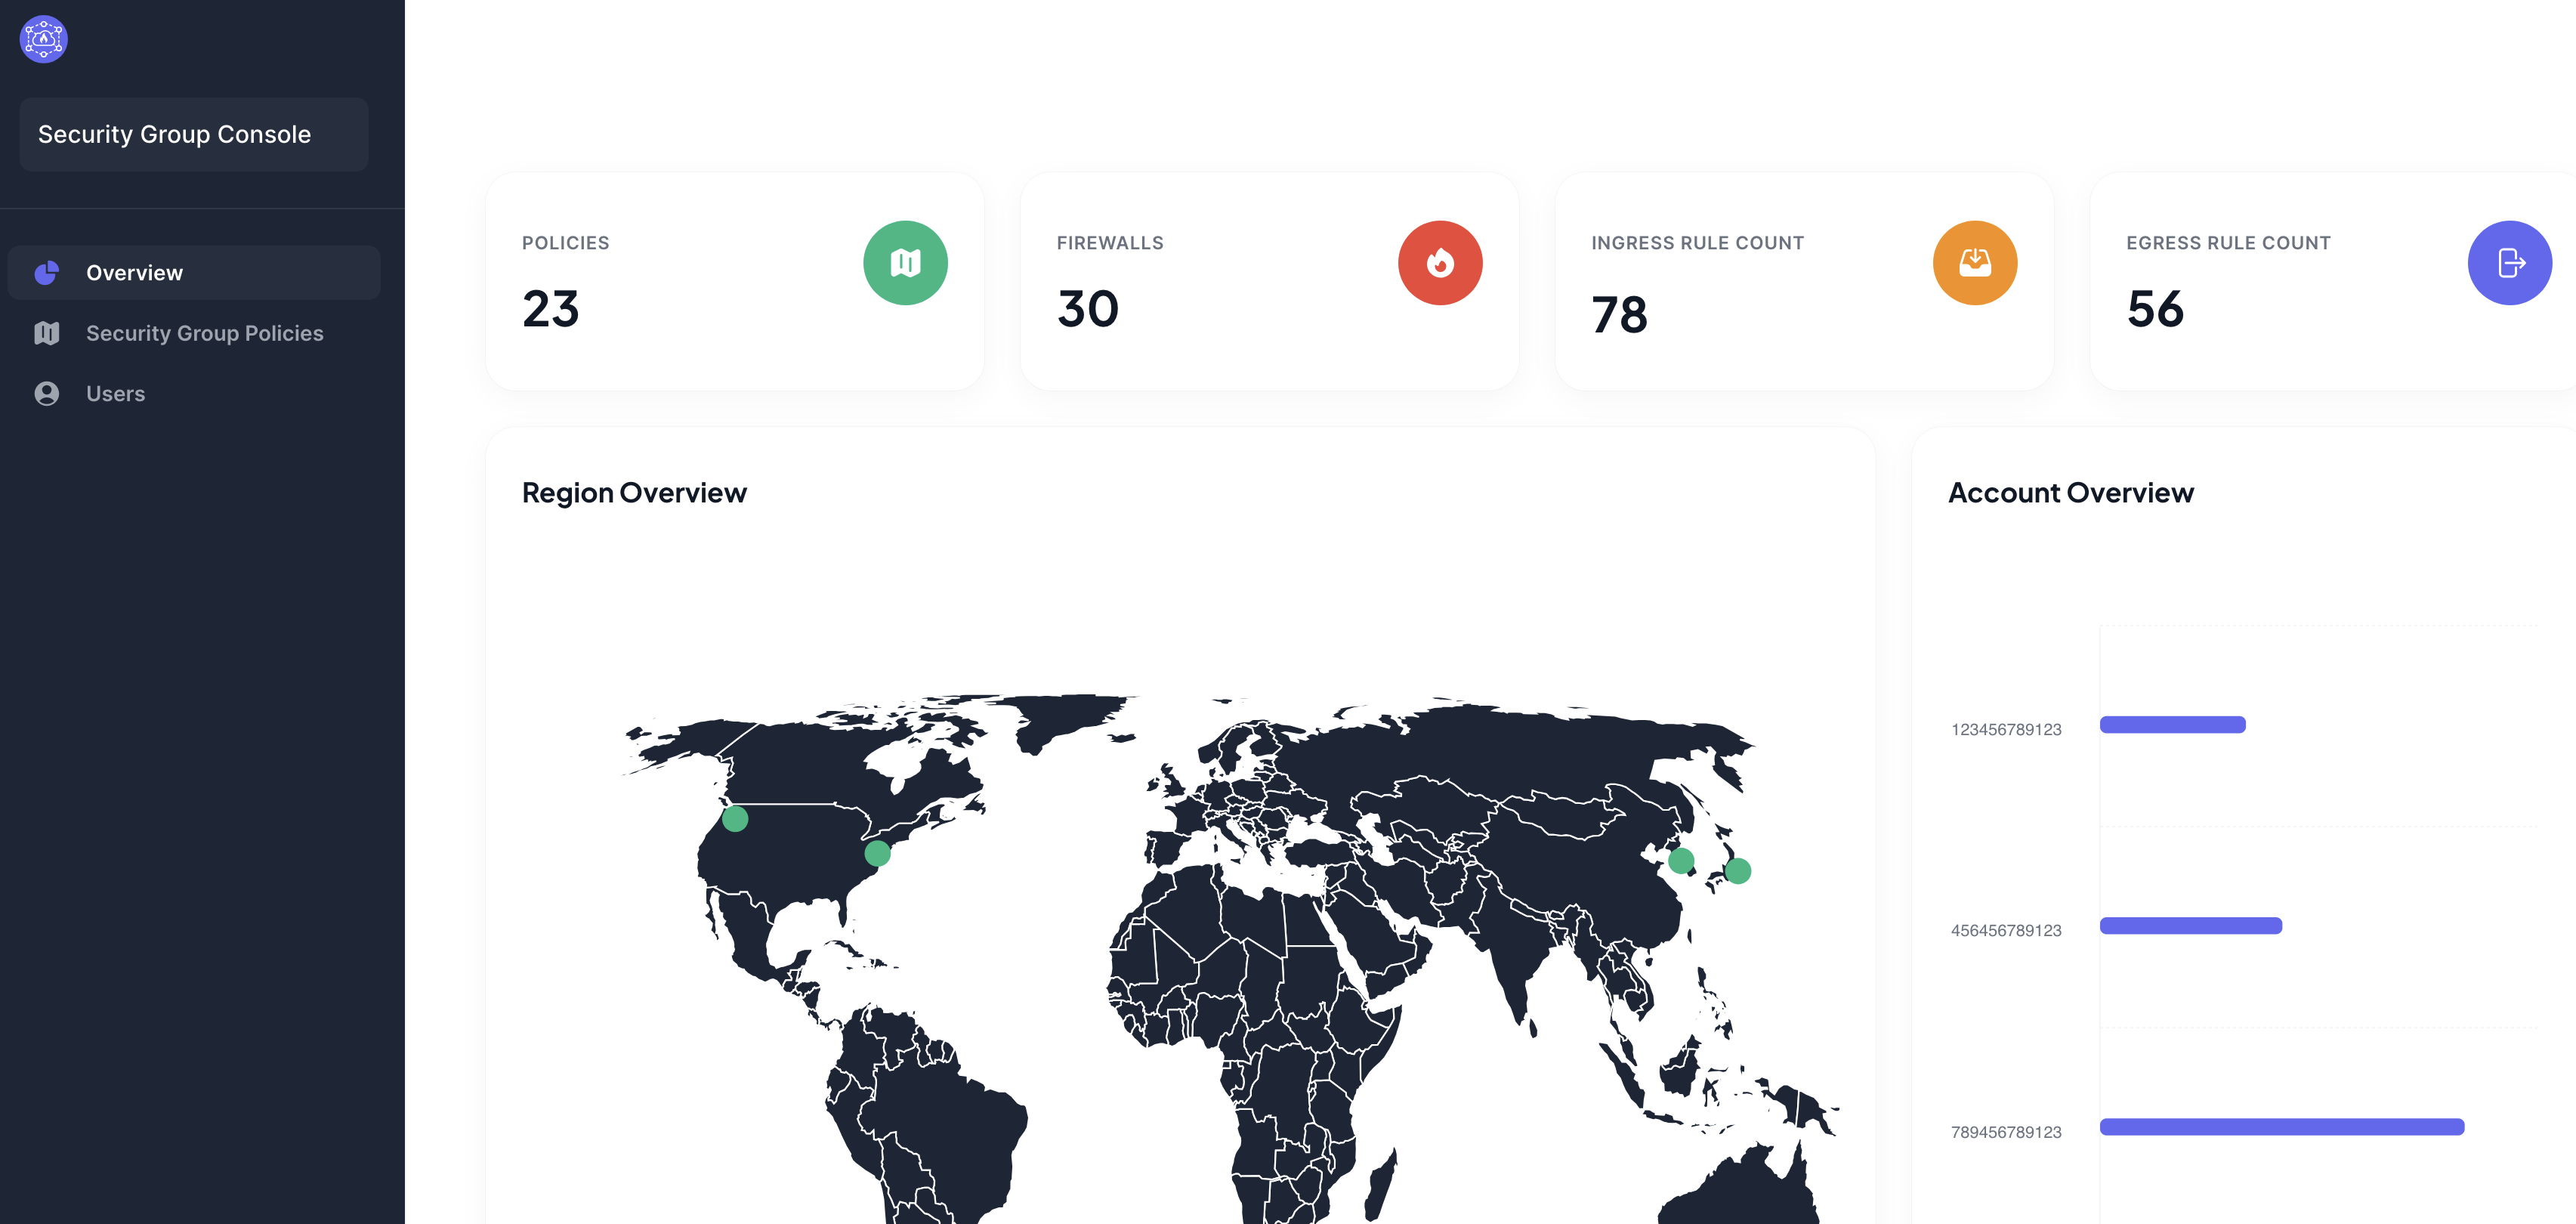 Security Group Console
Overview
Security Group Policies
Users
POLICIES
23
FIREWALLS
30
INGRESS RULE COUNT
78
EGRESS RULE COUNT
56
Region Overview
Account Overview
123456789123
456456789123
789456789123